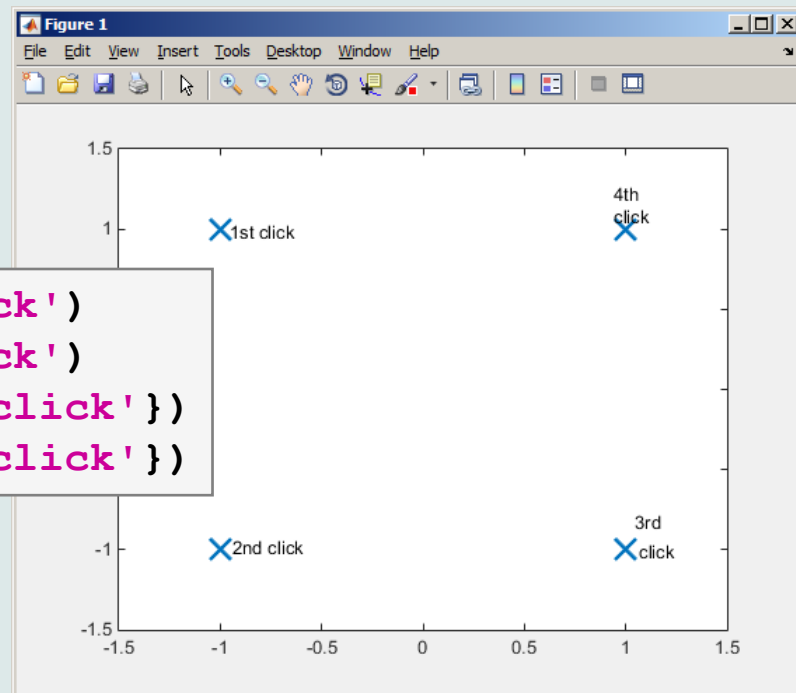 Figure 1
File Edit View Insert Tools Desktop Window Help
1.5
4th
click
1
1st click
ck')
ck')
click'})
click'})
3rd
-1
2nd click
click
-1.5
-1.5 -1 -0.5 0 0.5 1 1.5